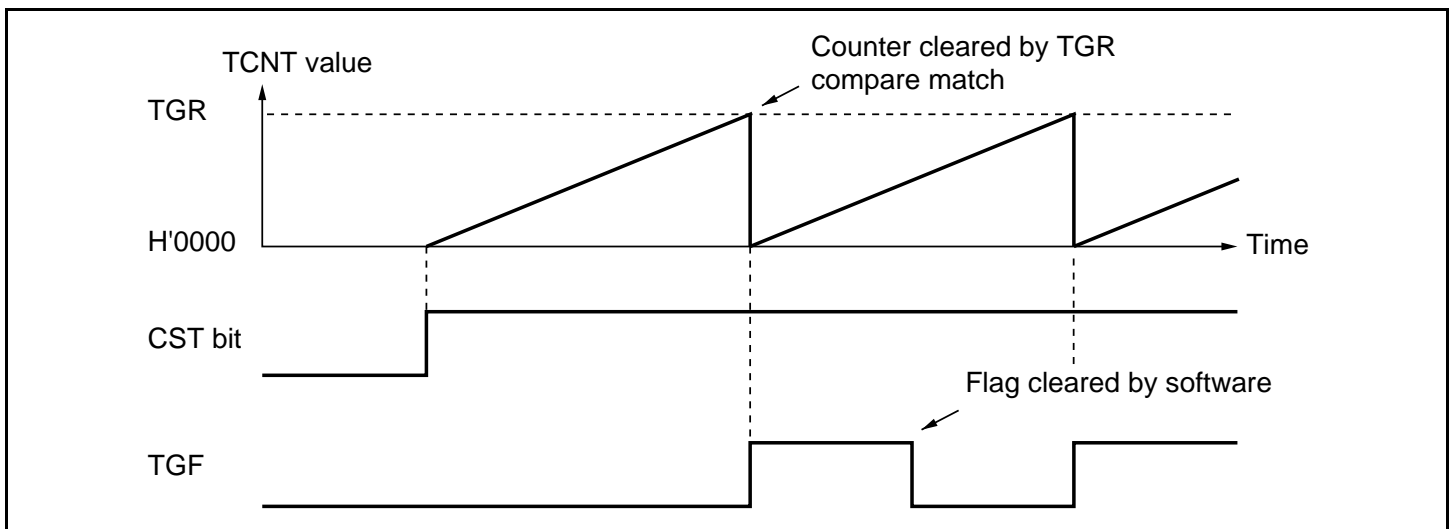 Counter cleared by TGR
compare match
TCNT value
TGR
H'0000
Time
CST bit
Flag cleared by software
TGF